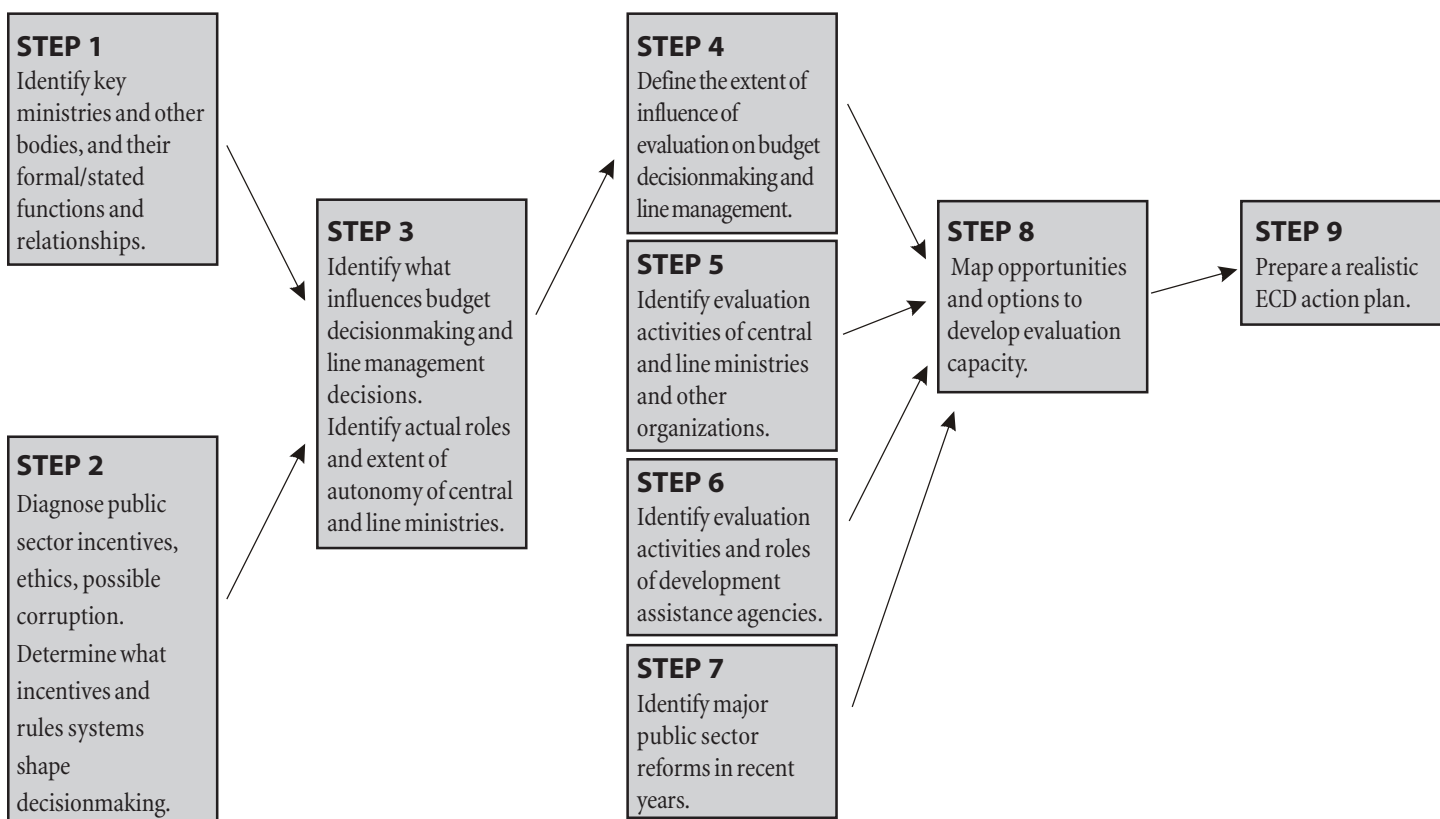 STEP 1
Identify key
ministries and other
bodies, and their
formal/stated
functions and
relationships.
STEP 2
Diagnose public
sector incentives,
ethics, possible
corruption.
Determine what
incentives and
rules systems
shape
decisionmaking.
STEP 3
Identify what
influences budget
decisionmaking and
line management
decisions.
Identify actual roles
and extent of
autonomy of central
and line ministries.
STEP 4
Define the extent of
influence of
evaluation on budget
decisionmaking and
line management.
STEP 5
Identify evaluation
activities of central
and line ministries
and other
organizations.
STEP 6
Identify evaluation
activities and roles
of development
assistance agencies.
STEP 7
Identify major
public sector
reforms in recent
years.
STEP 8
Map opportunities
and options to
develop evaluation
capacity.
STEP 9
Prepare a realistic
ECD action plan.